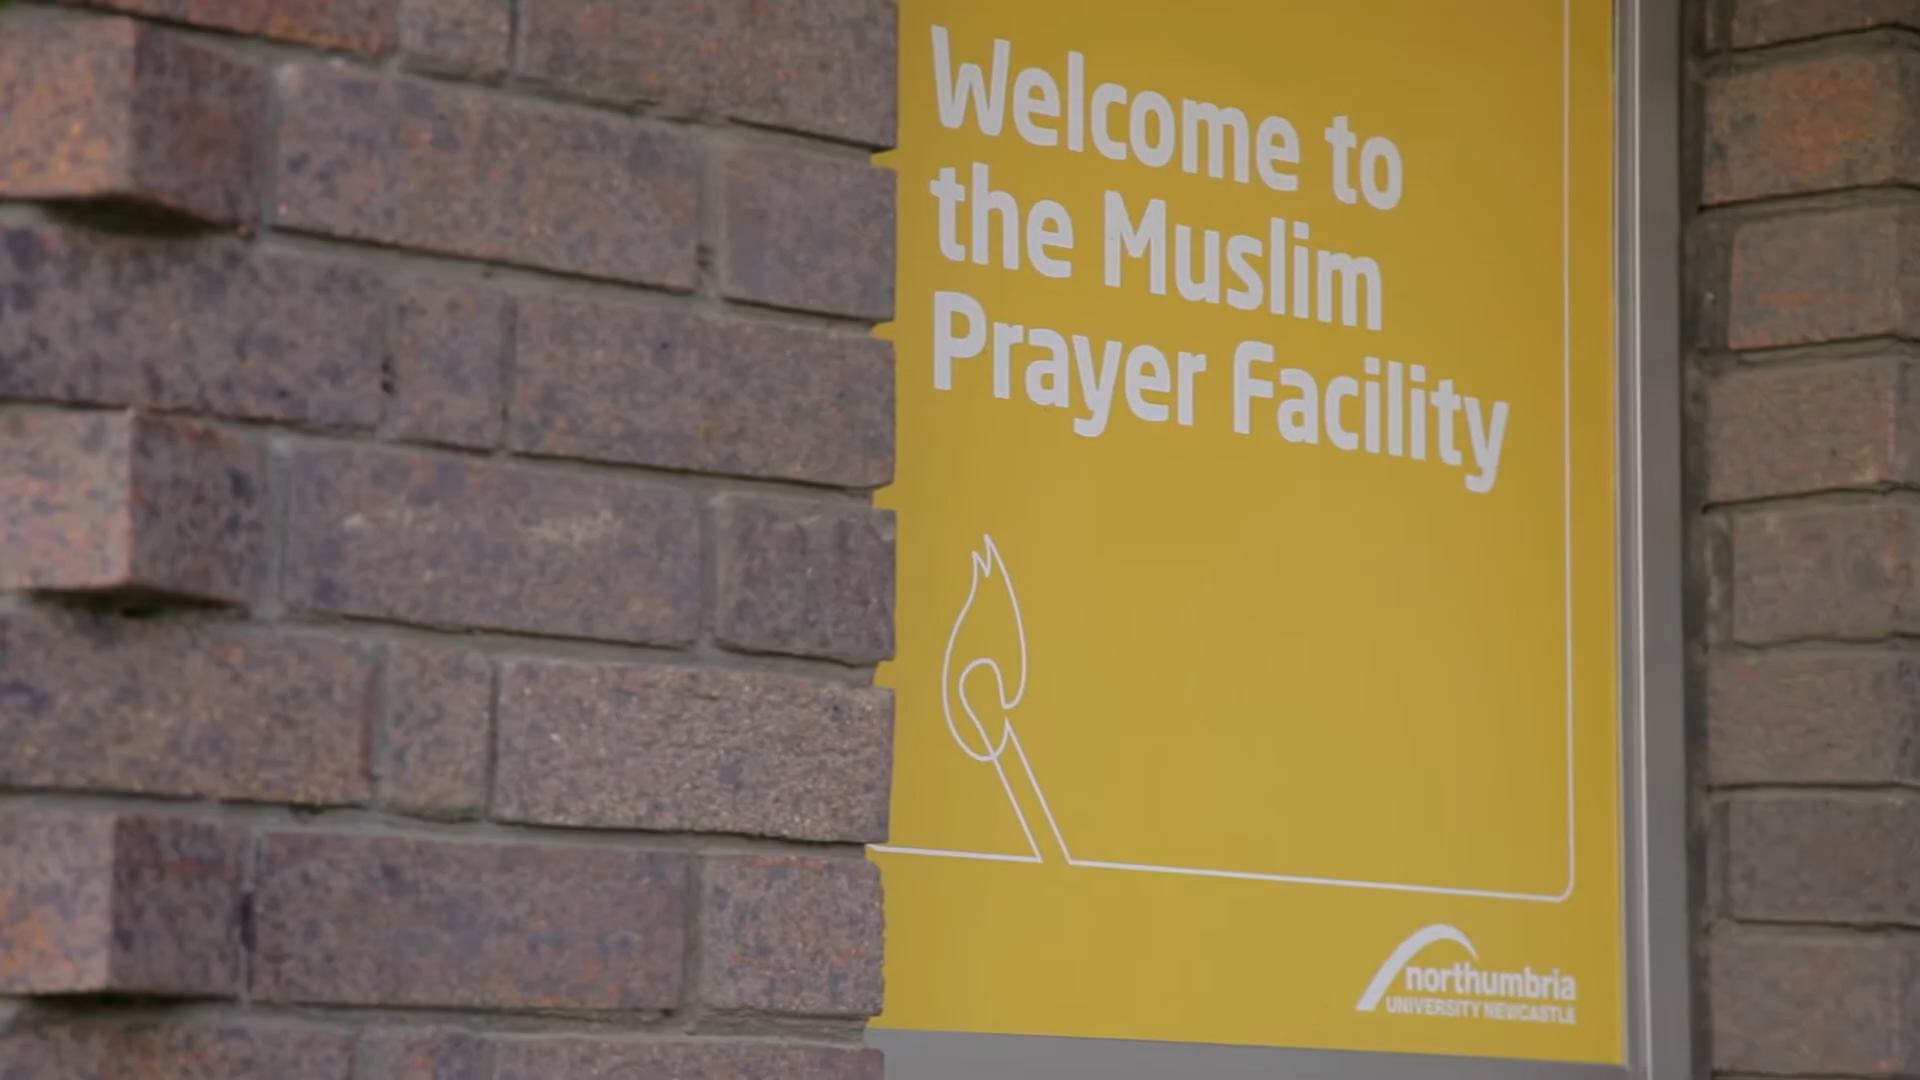 Welcome to
the Muslim
Prayer Facility
northumbria
UNIVERSITY NEWCASTLE